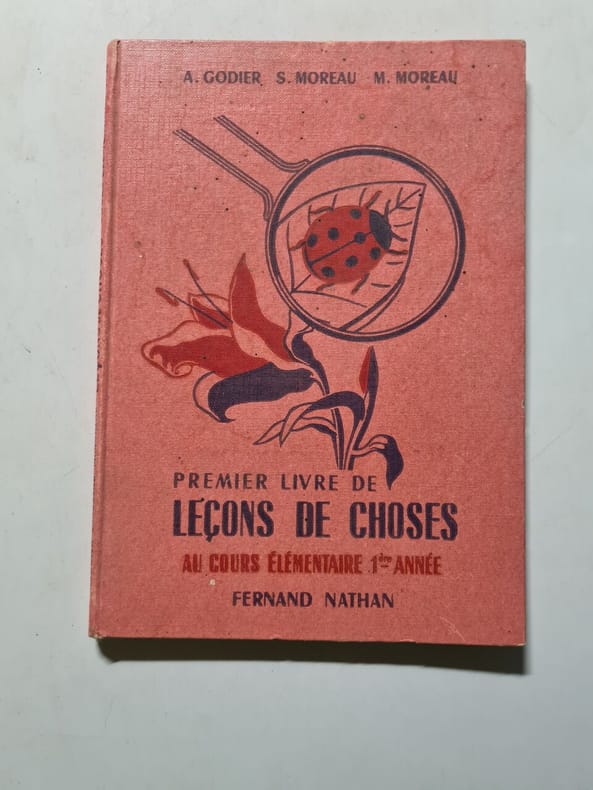 A. GODIER S. MOREAU M. MOREAU
PREMIER LIVRE DE
LEÇONS DE CHOSES
AU COURS ÉLÉMENTAIRE 1ère ANNÉE
FERNAND NATHAN